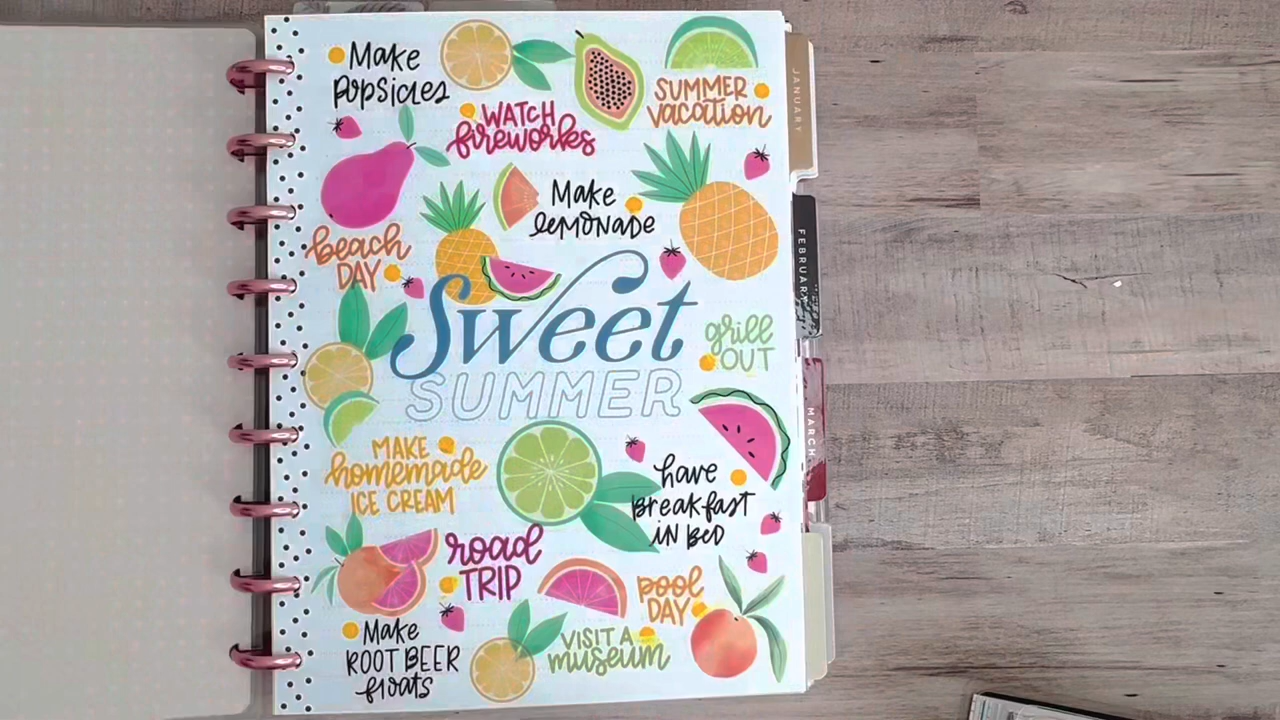 Make
Popsicles
WATCH
fireworks
SUMMER
vacation
Make
LEMONADE
beach
DAY
Sweet
SUMMER
grill
OUT
MAKE
homemade
ICE CREAM
have
BreakfasT
iN BeD
road
TRIP
pool
DAY
Make
ROOT BEER
floats
VISIT A
museum
JANUARY
FEBRUARY
MARCH